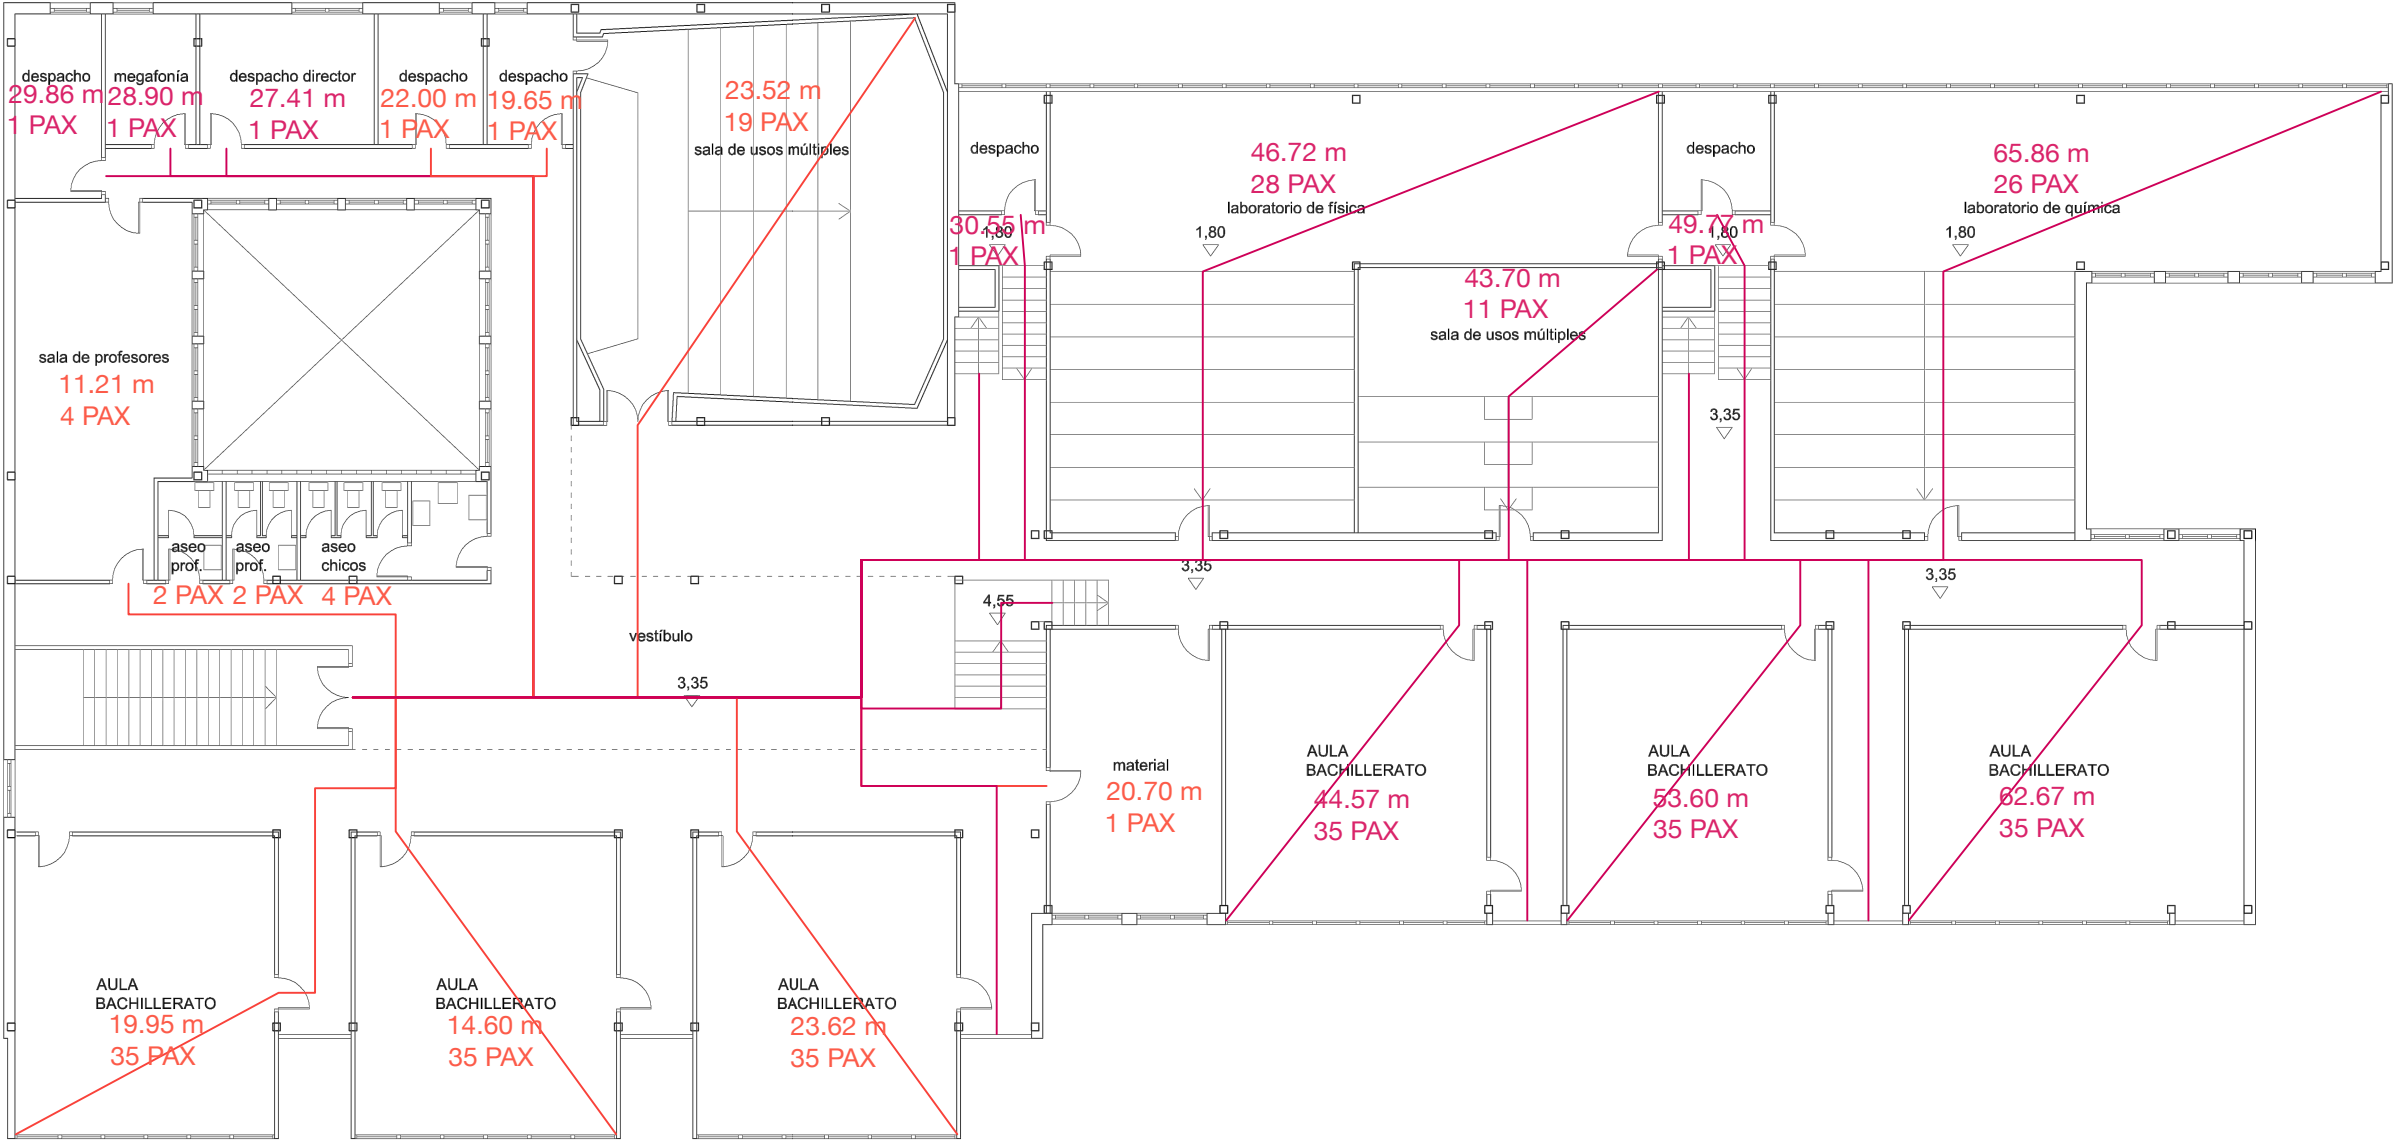 despacho
29.86 m
1 PAX
megafonía
28.90 m
1 PAX
despacho director
27.41 m
1 PAX
despacho
22.00 m
1 PAX
despacho
19.65 m
1 PAX
23.52 m
19 PAX
sala de usos múltiples
despacho
30.55 m
1,80
1 PAX
46.72 m
28 PAX
laboratorio de física
1,80
despacho
49.77 m
1,80
1 PAX
65.86 m
26 PAX
laboratorio de química
1,80
43.70 m
11 PAX
sala de usos múltiples
3,35
sala de profesores
11.21 m
4 PAX
aseo
prof.
2 PAX
aseo
prof.
2 PAX
aseo
chicos
4 PAX
vestíbulo
3,35
4,55
3,35
3,35
material
20.70 m
1 PAX
AULA
BACHILLERATO
44.57 m
35 PAX
AULA
BACHILLERATO
53.60 m
35 PAX
AULA
BACHILLERATO
62.67 m
35 PAX
AULA
BACHILLERATO
19.95 m
35 PAX
AULA
BACHILLERATO
14.60 m
35 PAX
AULA
BACHILLERATO
23.62 m
35 PAX